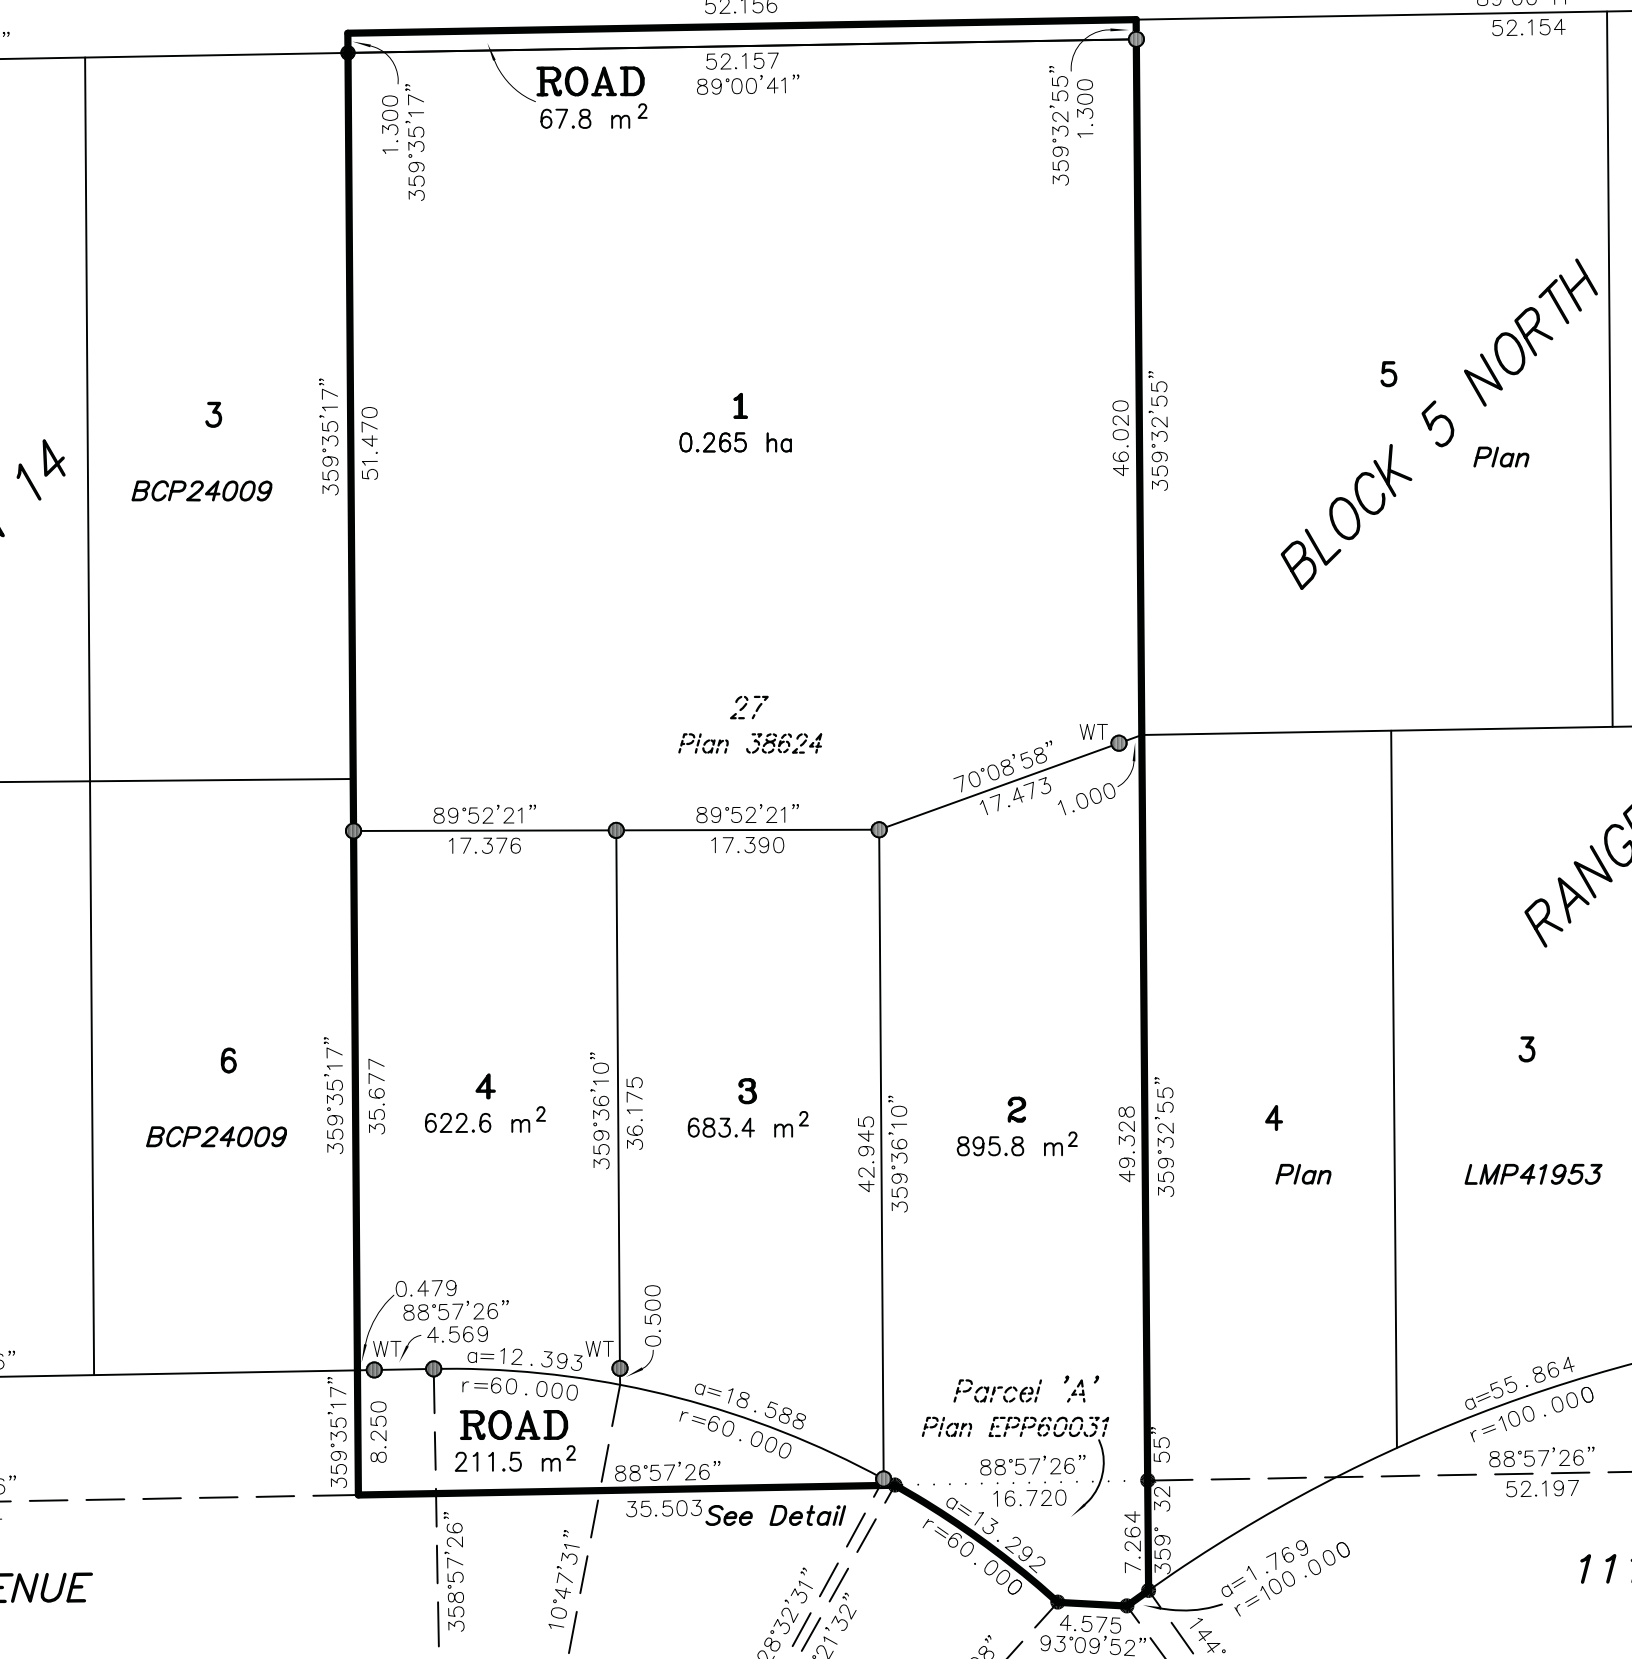 52.156
52.154
52.157
89°00'41"
ROAD
67.8 m²
1.300
359°35'17"
359°32'55"
1.300
3
BCP24009
14
359°35'17"
51.470
1
0.265 ha
46.020
359°32'55"
5
Plan
BLOCK 5 NORTH
27
Plan 38624
WT
70°08'58"
17.473
1.000
89°52'21"
17.376
89°52'21"
17.390
6
BCP24009
359°35'17"
35.677
4
622.6 m²
359°36'10"
36.175
3
683.4 m²
42.945
359°36'10"
2
895.8 m²
49.328
359°32'55"
4
Plan
3
LMP41953
0.479
88°57'26"
4.569
WT
WT
0.500
a=12.393
r=60.000
a=18.588
r=60.000
359°35'17"
8.250
ROAD
211.5 m²
88°57'26"
35.503
See Detail
Parcel 'A'
Plan EPP60031
88°57'26"
16.720
a=13.292
r=60.000
7.264
359° 32' 55"
a=55.864
r=100.000
88°57'26"
52.197
a=1.769
r=100.000
4.575
93°09'52"
144°
358°57'26"
10°47'31"
28°32'31"
°21'32"